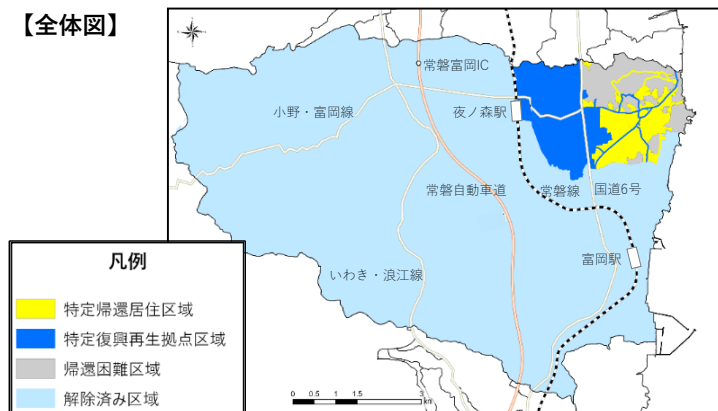 【全体図】
常磐富岡IC
小野・富岡線
夜ノ森駅
常磐自動車道
常磐線
国道6号
富岡駅
いわき・浪江線
凡例
特定帰還居住区域
特定復興再生拠点区域
帰還困難区域
解除済み区域
0 0.5 1 1.5
km